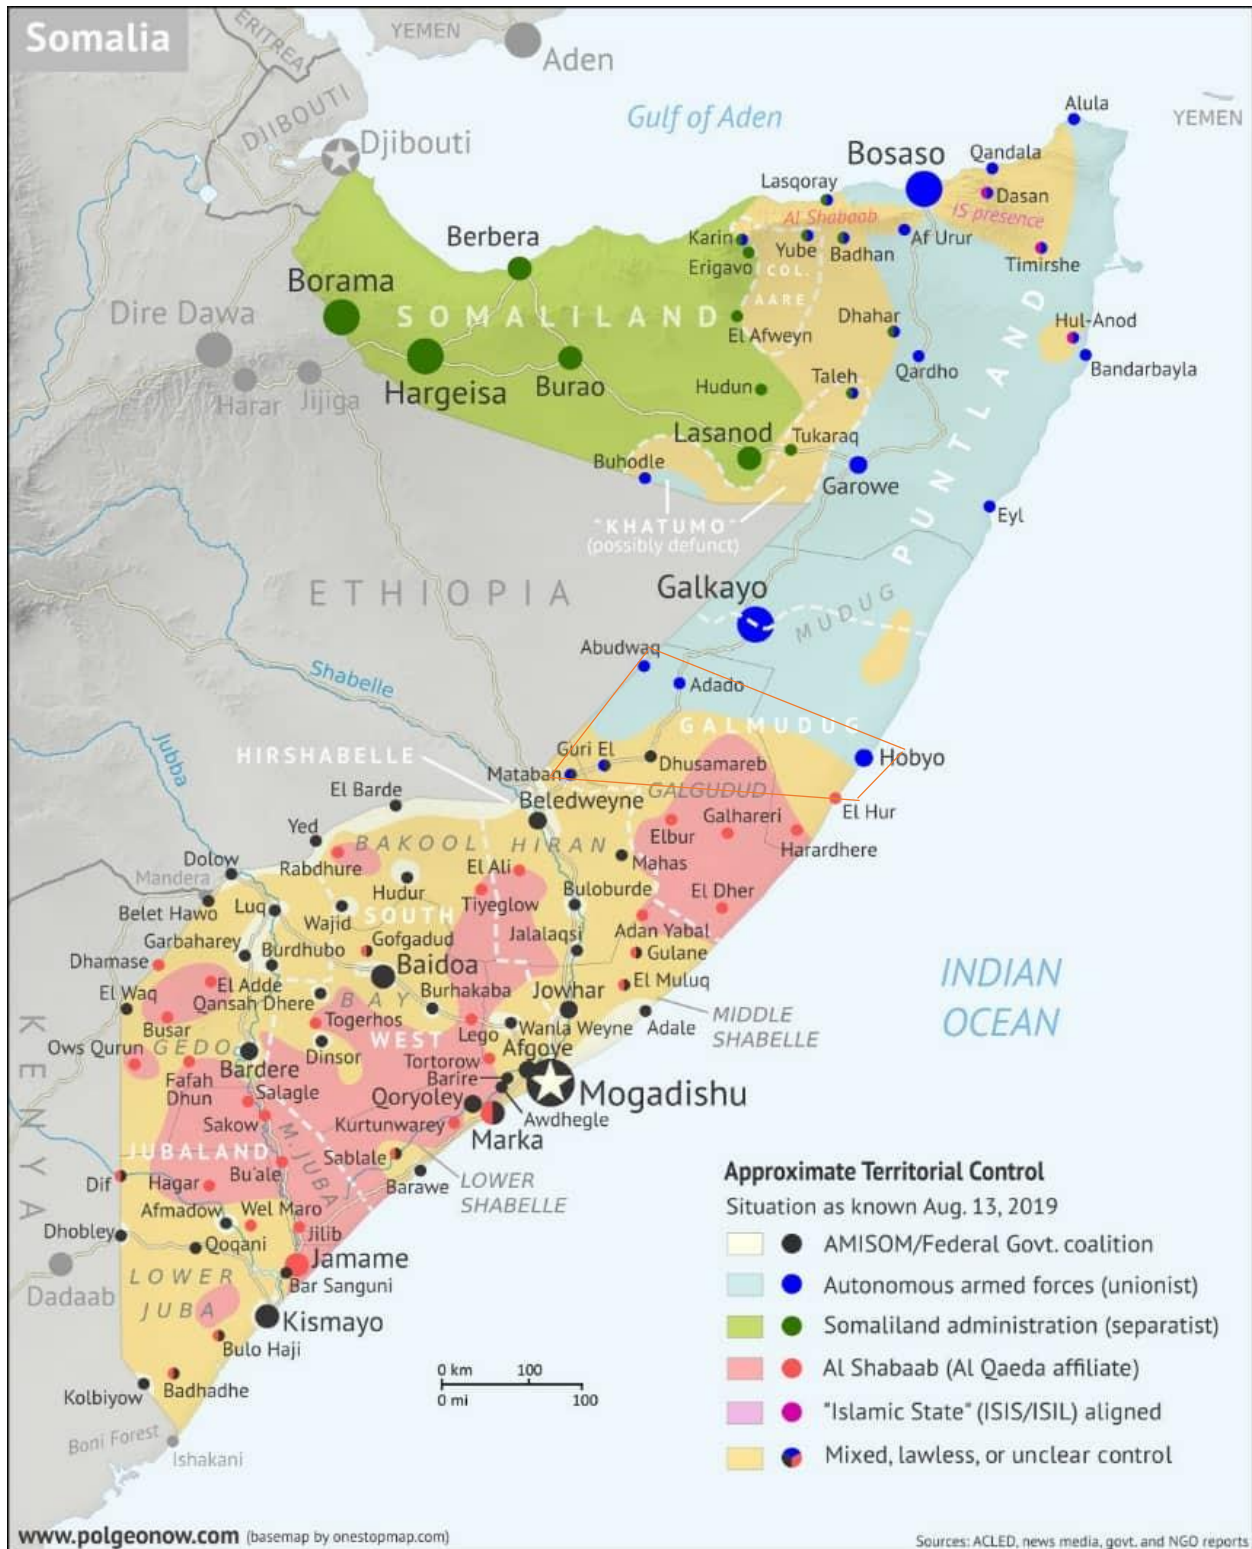 Somalia
ERITREA
YEMEN
Aden
DJIBOUTI
Djibouti
Gulf of Aden
Alula
YEMEN
Bosaso
Qandala
Lasqoray
Dasan
Al Shabaab
IS presence
Karin
Yube
Badhan
Af Urur
Erigavo
Timirshe
Berbera
COL.
AARE
Borama
SOMALILAND
Dire Dawa
El Afweyn
Dhahar
Hul-Anod
Bandarbayla
Hargeisa
Burao
Hudun
Taleh
Qardho
Harar
Jijiga
PUNTLAND
Lasanod
Tukaraq
Buhodle
Garowe
"KHATUMO"
(possibly defunct)
Eyl
ETHIOPIA
Galkayo
MUDUG
Abudwaq
Shabelle
Adado
GALMUDUG
Jubba
HIRSHABELLE
Guri El
Dhusamareb
Hobyo
Mataban
GALGUDUD
El Barde
Beledweyne
El Hur
Yed
BAKOOL
HIRAN
Elbur
Galhareri
Harardhere
Dolow
Rabdhure
El Ali
Mahas
Mandera
Hudur
Tiyeglow
Buloburde
El Dher
Belet Hawo
Luq
Wajid
SOUTH
Adan Yabal
Garbaharey
Burdhubo
Gofgadud
Jalalaqsi
Gulane
Dhamase
Baidoa
El Adde
El Muluq
INDIAN
OCEAN
El Waq
Qansah Dhere
BAY
Burhakaba
Jowhar
Busar
Togerhos
WEST
Lego
Wanla Weyne
Adale
MIDDLE
SHABELLE
KENYA
Ows Qurun
GEDO
Dinsor
Afgoye
Bardere
Tortorow
Fafah
Dhun
Salagle
Barire
Mogadishu
Qoryoley
Sakow
Kurtunwarey
Awdhegle
Marka
JUBALAND
M. JUBA
Sablale
Dif
Hagar
Bu'ale
Barawe
LOWER
SHABELLE
Afmadow
Wel Maro
Dhobley
Qoqani
Jilib
Jamame
Dadaab
LOWER
JUBA
Bar Sanguni
Kismayo
Bulo Haji
Kolbiyow
Badhadhe
Boni Forest
Ishakani
0 km 100
0 mi 100
Approximate Territorial Control
Situation as known Aug. 13, 2019
AMISOM/Federal Govt. coalition
Autonomous armed forces (unionist)
Somaliland administration (separatist)
Al Shabaab (Al Qaeda affiliate)
"Islamic State" (ISIS/ISIL) aligned
Mixed, lawless, or unclear control
www.polgeonow.com (basemap by onestopmap.com)
Sources: ACLED, news media, govt. and NGO reports